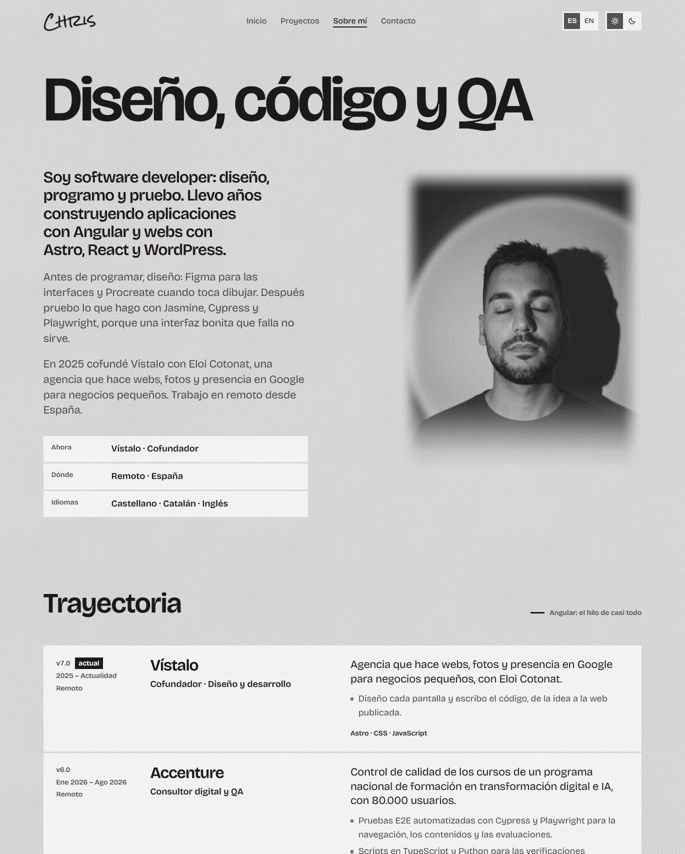 CHRIS
Inicio
Proyectos
Sobre mí
Contacto
ES EN
Diseño, código y QA
Soy software developer: diseño,
programo y pruebo. Llevo años
construyendo aplicaciones
con Angular y webs con
Astro, React y WordPress.
Antes de programar, diseño: Figma para las
interfaces y Procreate cuando toca dibujar. Después
pruebo lo que hago con Jasmine, Cypress y
Playwright, porque una interfaz bonita que falla no
sirve.
En 2025 cofundé Vístalo con Eloi Cotonat, una
agencia que hace webs, fotos y presencia en Google
para negocios pequeños. Trabajo en remoto desde
España.
Ahora
Vístalo · Cofundador
Dónde
Remoto · España
Idiomas
Castellano · Catalán · Inglés
Trayectoria
Angular: el hilo de casi todo
v7.0 actual
2025 – Actualidad
Remoto
Vístalo
Cofundador · Diseño y desarrollo
Agencia que hace webs, fotos y presencia en Google
para negocios pequeños, con Eloi Cotonat.
Diseño cada pantalla y escribo el código, de la idea a la web
publicada.
Astro · CSS · JavaScript
v6.0
Ene 2026 – Ago 2026
Remoto
Accenture
Consultor digital y QA
Control de calidad de los cursos de un programa
nacional de formación en transformación digital e IA,
con 80.000 usuarios.
Pruebas E2E automatizadas con Cypress y Playwright para la
navegación, los contenidos y las evaluaciones.
Scripts en TypeScript y Python para las verificaciones